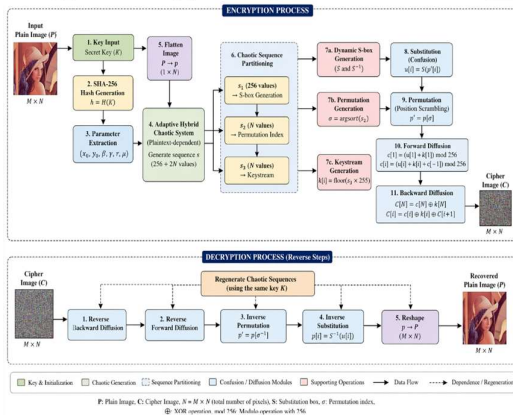 ENCRYPTION PROCESS
Input
Plain Image (P)
M × N
1. Key Input
Secret Key (K)
2. SHA-256
Hash Generation
h = H(K)
3. Parameter
Extraction
{x₀, y₀, β, γ, r, μ}
5. Flatten
Image
P → p
(1 × N)
4. Adaptive Hybrid
Chaotic System
(Plaintext-dependent)
Generate sequence s
(256 + 2N values)
6. Chaotic Sequence
Partitioning
s₁ (256 values)
→ S-box Generation
s₂ (N values)
→ Permutation Index
s₃ (N values)
→ Keystream
7a. Dynamic S-box
Generation
(S and S⁻¹)
7b. Permutation
Generation
σ = argsort(s₂)
7c. Keystream
Generation
k[i] = floor(s₃ × 255)
8. Substitution
(Confusion)
u[i] = S(p'[i])
9. Permutation
(Position Scrambling)
p' = p[σ]
10. Forward Diffusion
c[1] = (u[1] + k[1]) mod 256
c[i] = (u[i] + k[i] + c[i-1]) mod 256
11. Backward Diffusion
C[N] = c[N] ⊕ k[N]
C[i] = c[i] ⊕ k[i] ⊕ C[i+1]
Cipher
Image (C)
M × N
DECRYPTION PROCESS (Reverse Steps)
Cipher
Image (C)
M × N
Regenerate Chaotic Sequences
(using the same key K)
1. Reverse
Backward Diffusion
2. Reverse
Forward Diffusion
3. Inverse
Permutation
p' = p[σ⁻¹]
4. Inverse
Substitution
p[i] = S⁻¹(u[i])
5. Reshape
p → P
(M × N)
Recovered
Plain Image (P)
M × N
Key & Initialization
Chaotic Generation
Sequence Partitioning
Confusion / Diffusion Modules
Supporting Operations
Data Flow
Dependence / Regeneration
P: Plain Image, C: Cipher Image, N = M × N (total number of pixels), S: Substitution box, σ: Permutation index,
⊕: XOR operation, mod 256: Modulo operation with 256